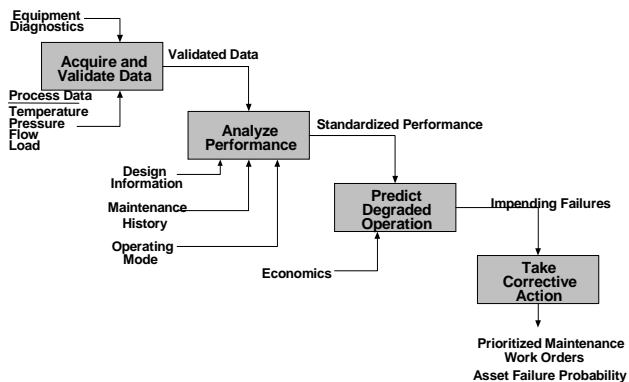 Equipment
Diagnostics
Acquire and
Validate Data
Validated Data
Process Data
Temperature
Pressure
Flow
Load
Analyze
Performance
Standardized Performance
Design
Information
Maintenance
History
Operating
Mode
Predict
Degraded
Operation
Impending Failures
Economics
Take
Corrective
Action
Prioritized Maintenance
Work Orders
Asset Failure Probability